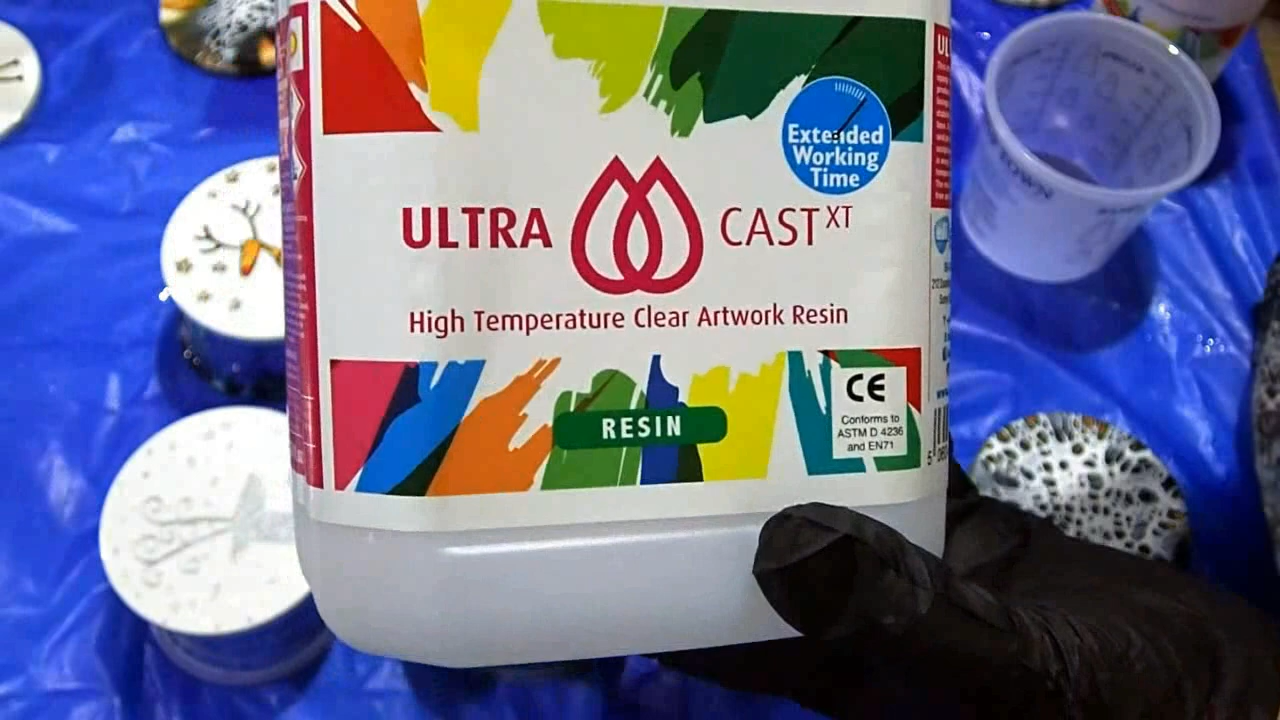 Extended
Working
Time
ULTRA CAST XT
High Temperature Clear Artwork Resin
RESIN
CE
Conforms to
ASTM D 4236
and EN71
UL